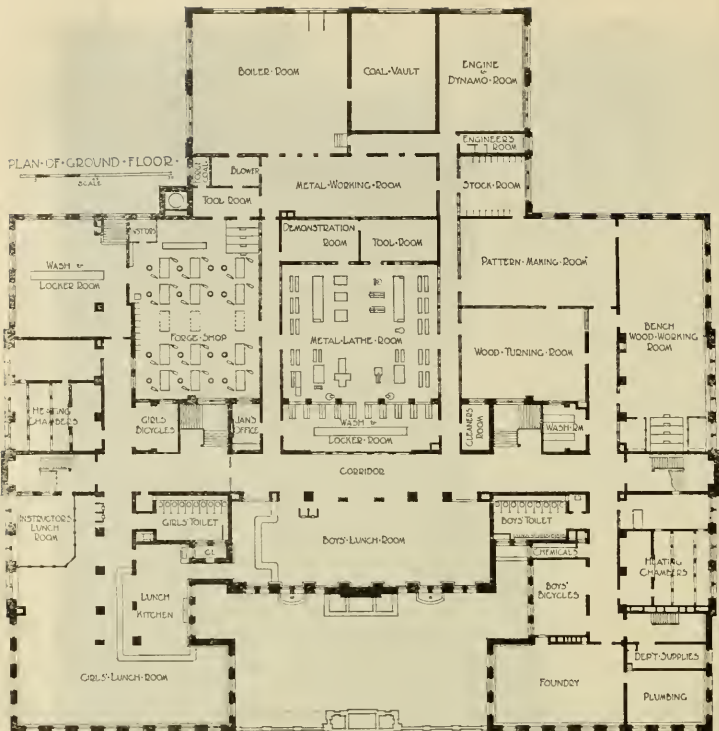 BOILER·ROOM
COAL·VAULT
ENGINE
&
DYNAMO·ROOM
ENGINEERS
ROOM
PLAN·OF·GROUND·FLOOR·
SCALE
FORGE
COAL
BLOWER
TOOL ROOM
METAL·WORKING·ROOM
STOCK·ROOM
DEMONSTRATION
ROOM
TOOL·ROOM
PATTERN·MAKING·ROOM
WASH &
LOCKER ROOM
FORGE·SHOP
METAL·LATHE·ROOM
WOOD·TURNING·ROOM
BENCH
WOOD·WORKING
ROOM
HEATING
CHAMBERS
GIRLS
BICYCLES
JAN'S
OFFICE
WASH &
LOCKER·ROOM
CLEANERS
ROOM
WASH·RM
CORRIDOR
INSTRUCTORS
LUNCH
ROOM
GIRLS'TOILET
BOYS'·LUNCH·ROOM
BOYS'TOILET
CHEMICALS
LUNCH
KITCHEN
BOYS'
BICYCLES
HEATING
CHAMBERS
GIRLS'·LUNCH·ROOM
FOUNDRY
DEP'T·SUPPLIES
PLUMBING